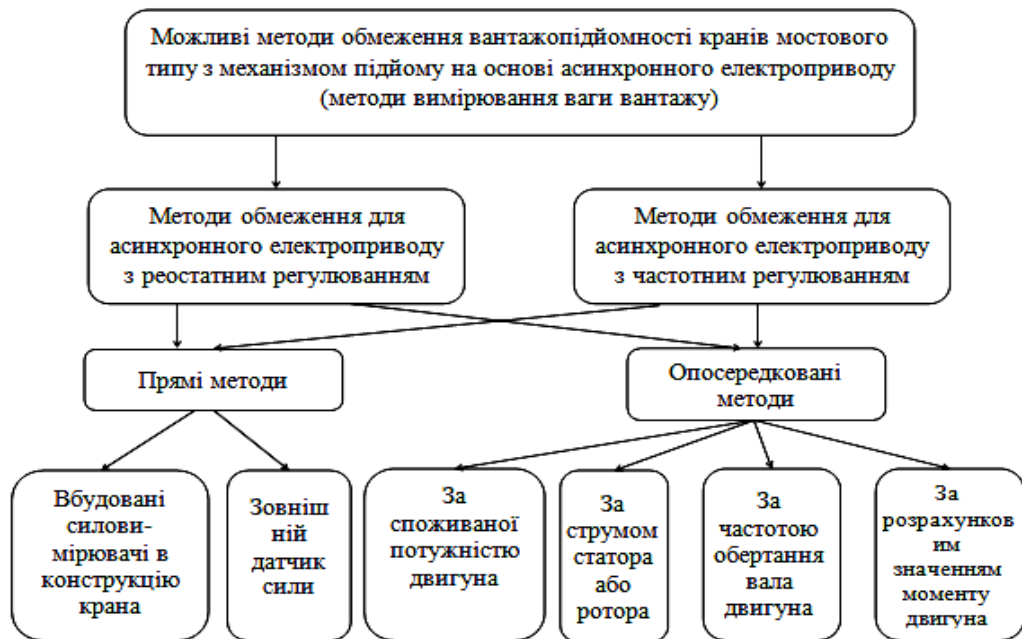 Можливі методи обмеження вантажопідйомності кранів мостового
типу з механізмом підйому на основі асинхронного електроприводу
(методи вимірювання ваги вантажу)
Методи обмеження для
асинхронного електроприводу
з реостатним регулюванням
Методи обмеження для
асинхронного електроприводу
з частотним регулюванням
Прямі методи
Опосередковані
методи
Вбудовані
силови-
мірювачі в
конструкцію
крана
Зовніш
ній
датчик
сили
За
споживаної
потужністю
двигуна
За
струмом
статора
або
ротора
За
частотою
обертання
вала
двигуна
За
розрахунков
им
значенням
моменту
двигуна